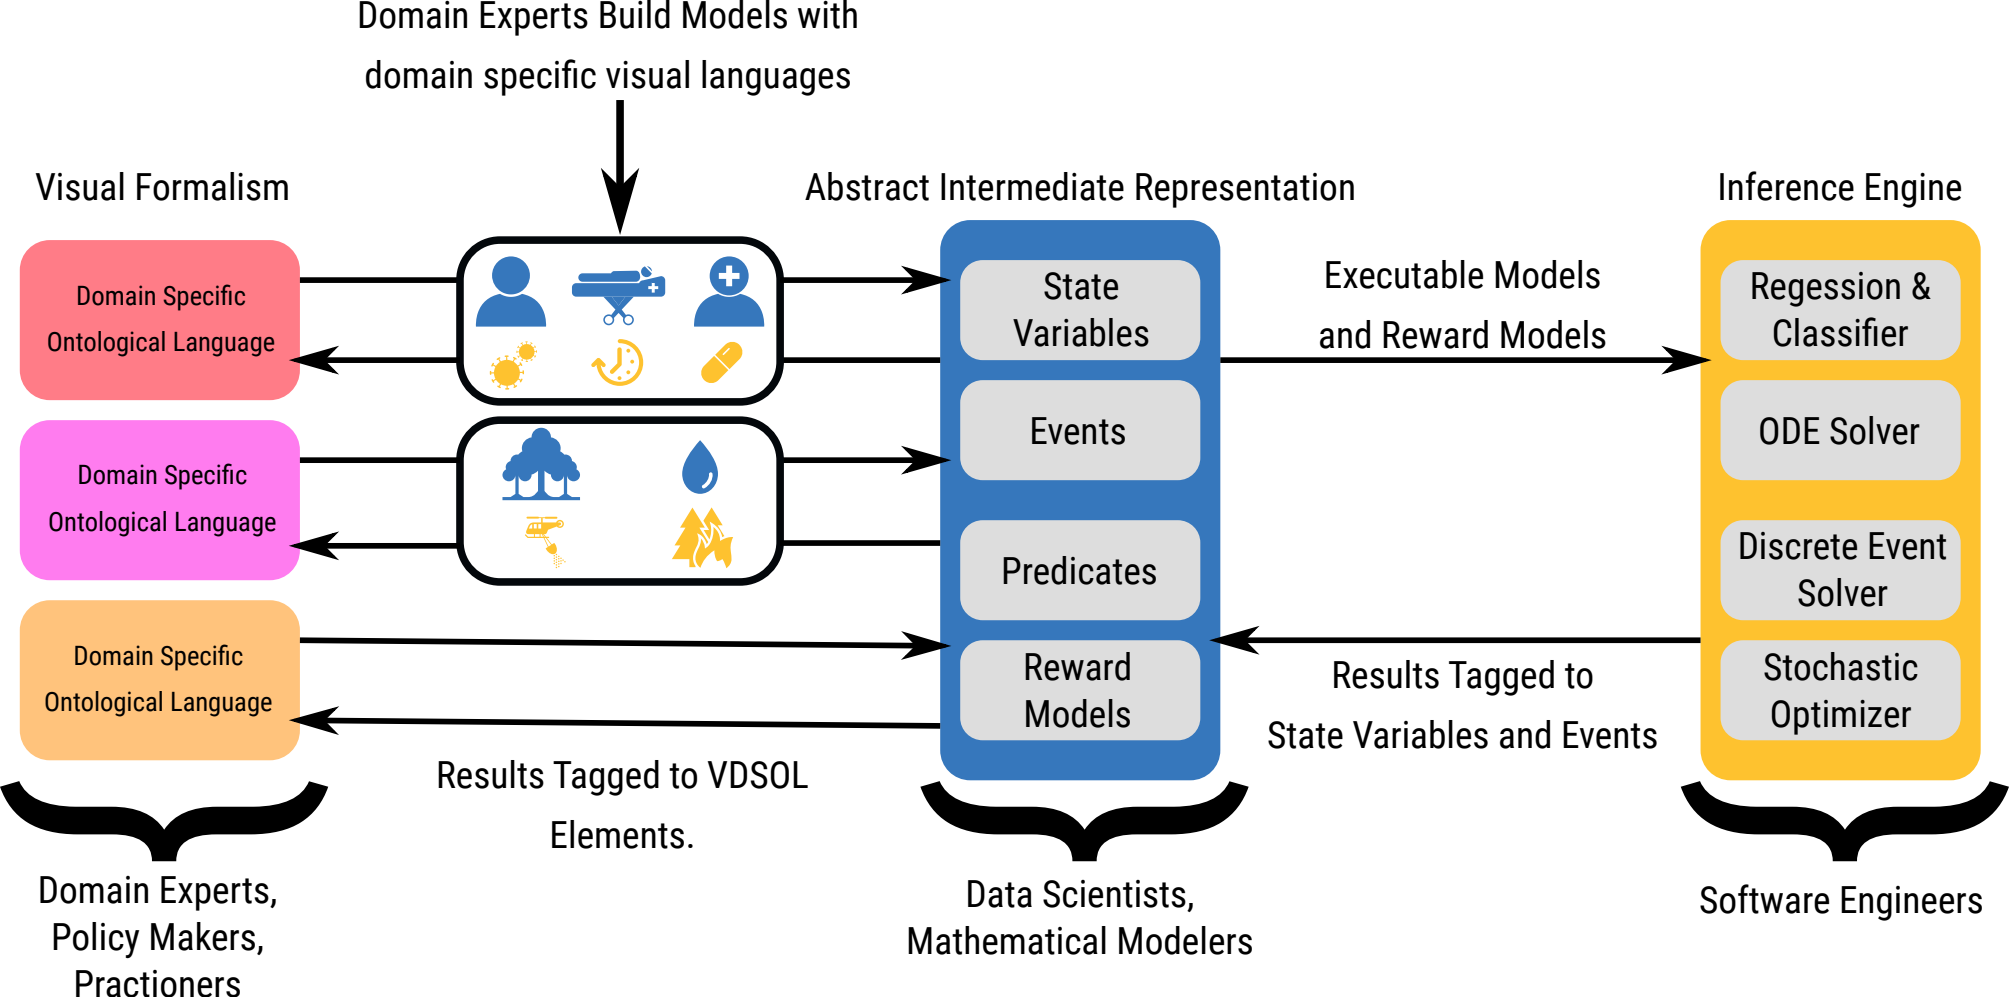 Domain Experts Build Models with
domain specific visual languages
Visual Formalism
Abstract Intermediate Representation
Inference Engine
Domain Specific
Ontological Language
Domain Specific
Ontological Language
Domain Specific
Ontological Language
State
Variables
Events
Predicates
Reward
Models
Executable Models
and Reward Models
Regession &
Classifier
ODE Solver
Discrete Event
Solver
Stochastic
Optimizer
Results Tagged to
State Variables and Events
Results Tagged to VDSOL
Elements.
Domain Experts,
Policy Makers,
Practioners
Data Scientists,
Mathematical Modelers
Software Engineers